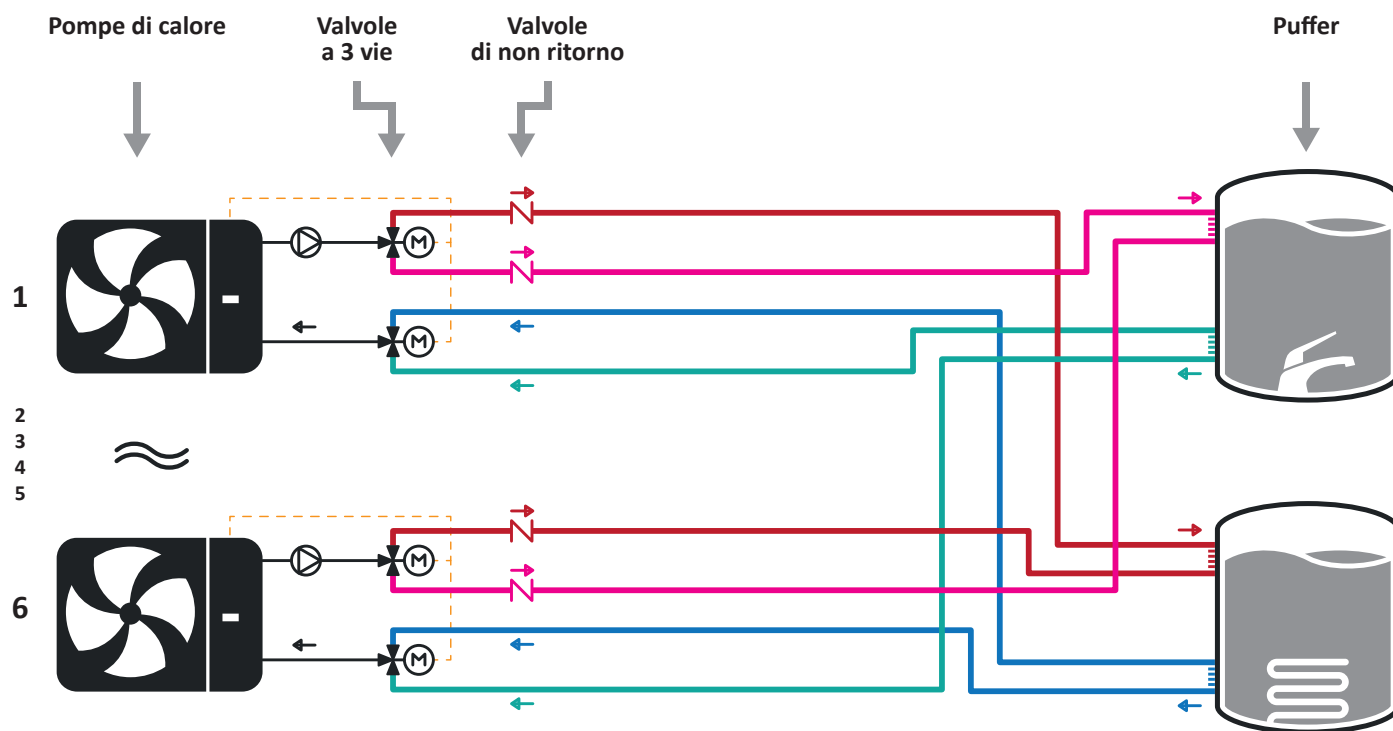 Pompe di calore
Valvole
a 3 vie
Valvole
di non ritorno
Puffer
M
1
M
2
3
4
5
M
6
M